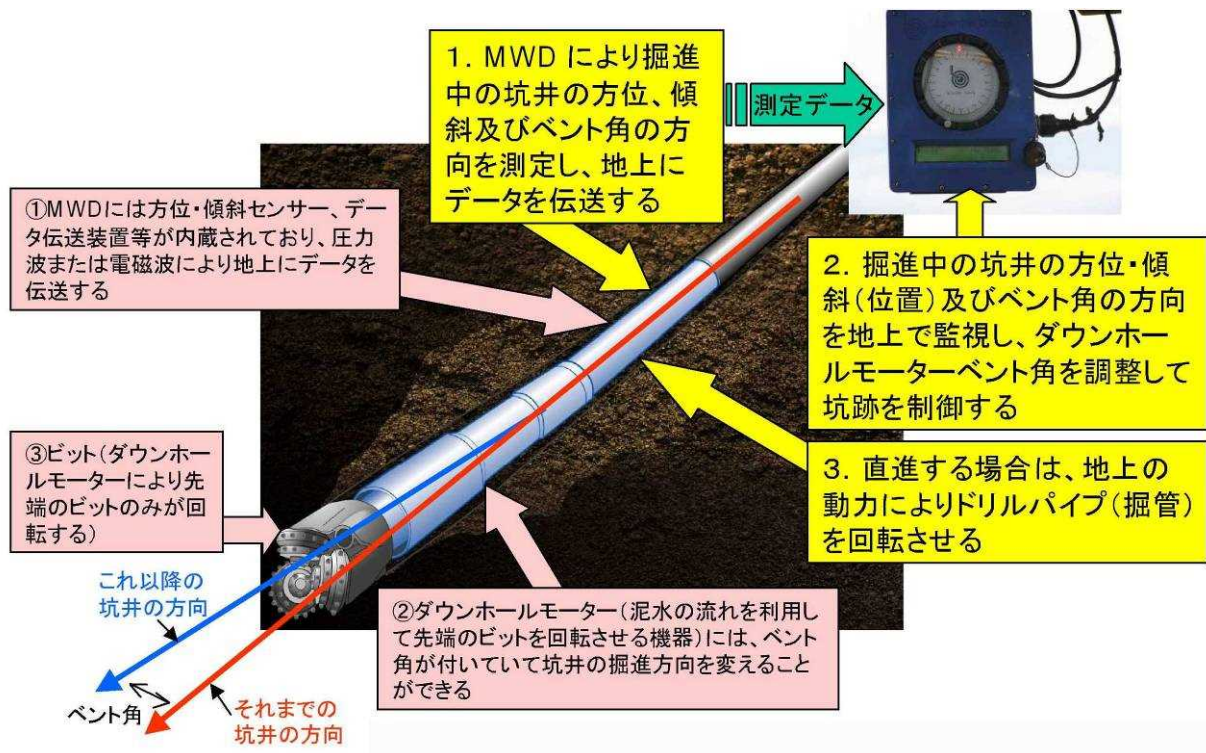 1. MWD により掘進
中の坑井の方位、傾
斜及びベント角の方
向を測定し、地上に
データを伝送する
測定データ
①MWDには方位・傾斜センサー、デー
タ伝送装置等が内蔵されており、圧力
波または電磁波により地上にデータを
伝送する
2. 掘進中の坑井の方位・傾
斜(位置)及びベント角の方向
を地上で監視し、ダウンホー
ルモーターベント角を調整して
坑跡を制御する
③ビット(ダウンホー
ルモーターにより先
端のビットのみが回
転する)
3. 直進する場合は、地上の
動力によりドリルパイプ(掘管)
を回転させる
これ以降の
坑井の方向
②ダウンホールモーター(泥水の流れを利用し
て先端のビットを回転させる機器)には、ベント
角が付いていて坑井の掘進方向を変えること
ができる
ベント角
それまでの
坑井の方向